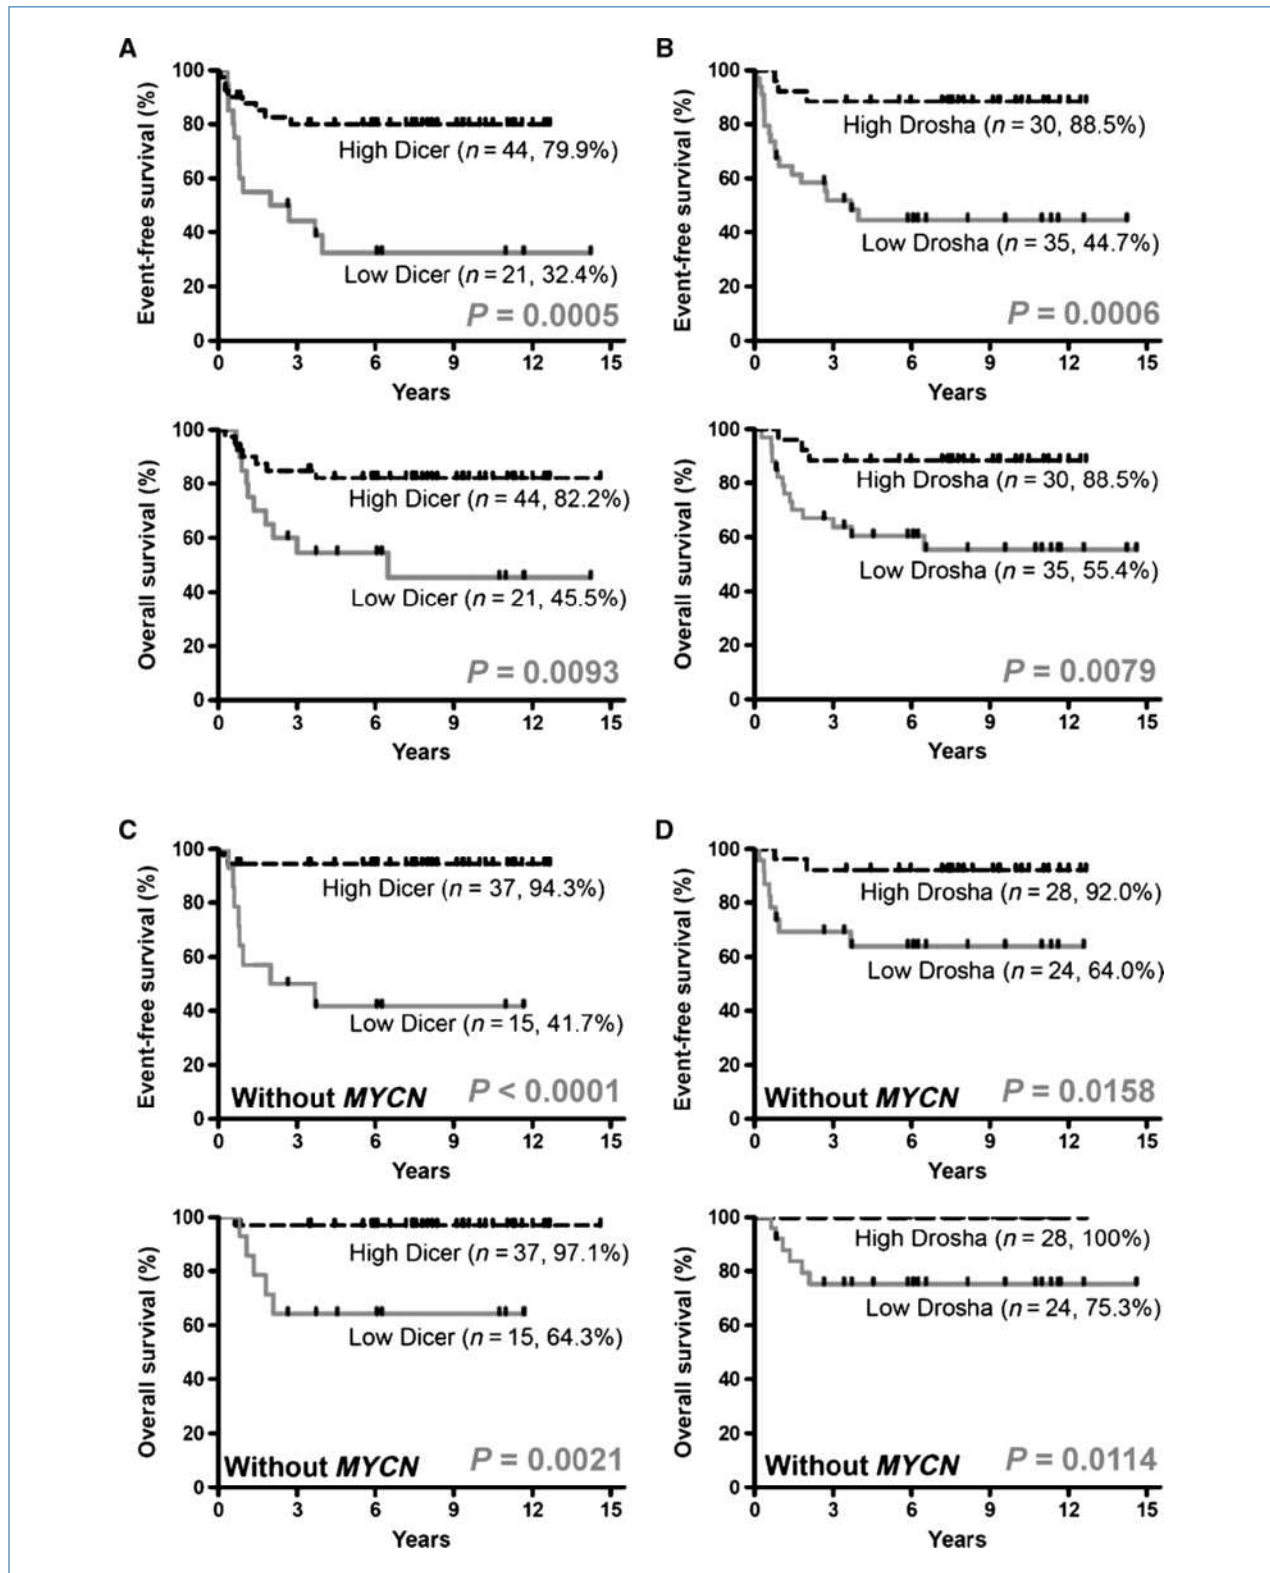 A
Event-free survival (%)
100
80
60
40
20
0
High Dicer (n = 44, 79.9%)
Low Dicer (n = 21, 32.4%)
P = 0.0005
0 3 6 9 12 15
Years
Overall survival (%)
100
80
60
40
20
0
High Dicer (n = 44, 82.2%)
Low Dicer (n = 21, 45.5%)
P = 0.0093
0 3 6 9 12 15
Years
B
Event-free survival (%)
100
80
60
40
20
0
High Drosha (n = 30, 88.5%)
Low Drosha (n = 35, 44.7%)
P = 0.0006
0 3 6 9 12 15
Years
Overall survival (%)
100
80
60
40
20
0
High Drosha (n = 30, 88.5%)
Low Drosha (n = 35, 55.4%)
P = 0.0079
0 3 6 9 12 15
Years
C
Event-free survival (%)
100
80
60
40
20
0
High Dicer (n = 37, 94.3%)
Low Dicer (n = 15, 41.7%)
Without MYCN P < 0.0001
0 3 6 9 12 15
Years
Overall survival (%)
100
80
60
40
20
0
High Dicer (n = 37, 97.1%)
Low Dicer (n = 15, 64.3%)
Without MYCN P = 0.0021
0 3 6 9 12 15
Years
D
Event-free survival (%)
100
80
60
40
20
0
High Drosha (n = 28, 92.0%)
Low Drosha (n = 24, 64.0%)
Without MYCN P = 0.0158
0 3 6 9 12 15
Years
Overall survival (%)
100
80
60
40
20
0
High Drosha (n = 28, 100%)
Low Drosha (n = 24, 75.3%)
Without MYCN P = 0.0114
0 3 6 9 12 15
Years